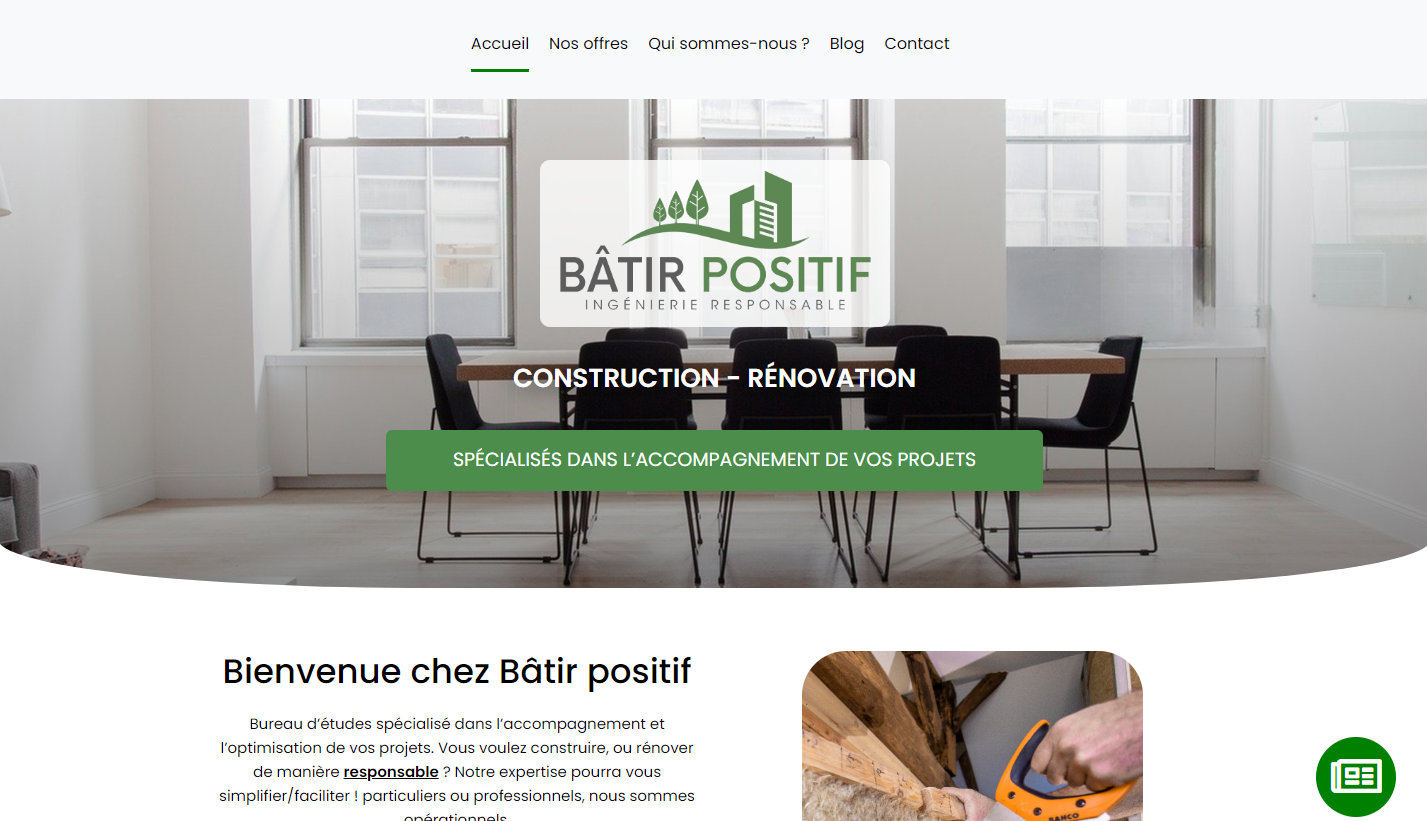 Accueil Nos offres Qui sommes-nous ? Blog Contact
BÂTIR POSITIF
INGÉNIERIE RESPONSABLE
CONSTRUCTION - RÉNOVATION
SPÉCIALISÉS DANS L’ACCOMPAGNEMENT DE VOS PROJETS
Bienvenue chez Bâtir positif
Bureau d’études spécialisé dans l’accompagnement et
l’optimisation de vos projets. Vous voulez construire, ou rénover
de manière responsable ? Notre expertise pourra vous
simplifier/faciliter ! particuliers ou professionnels, nous sommes
opérationnels
BAHCO